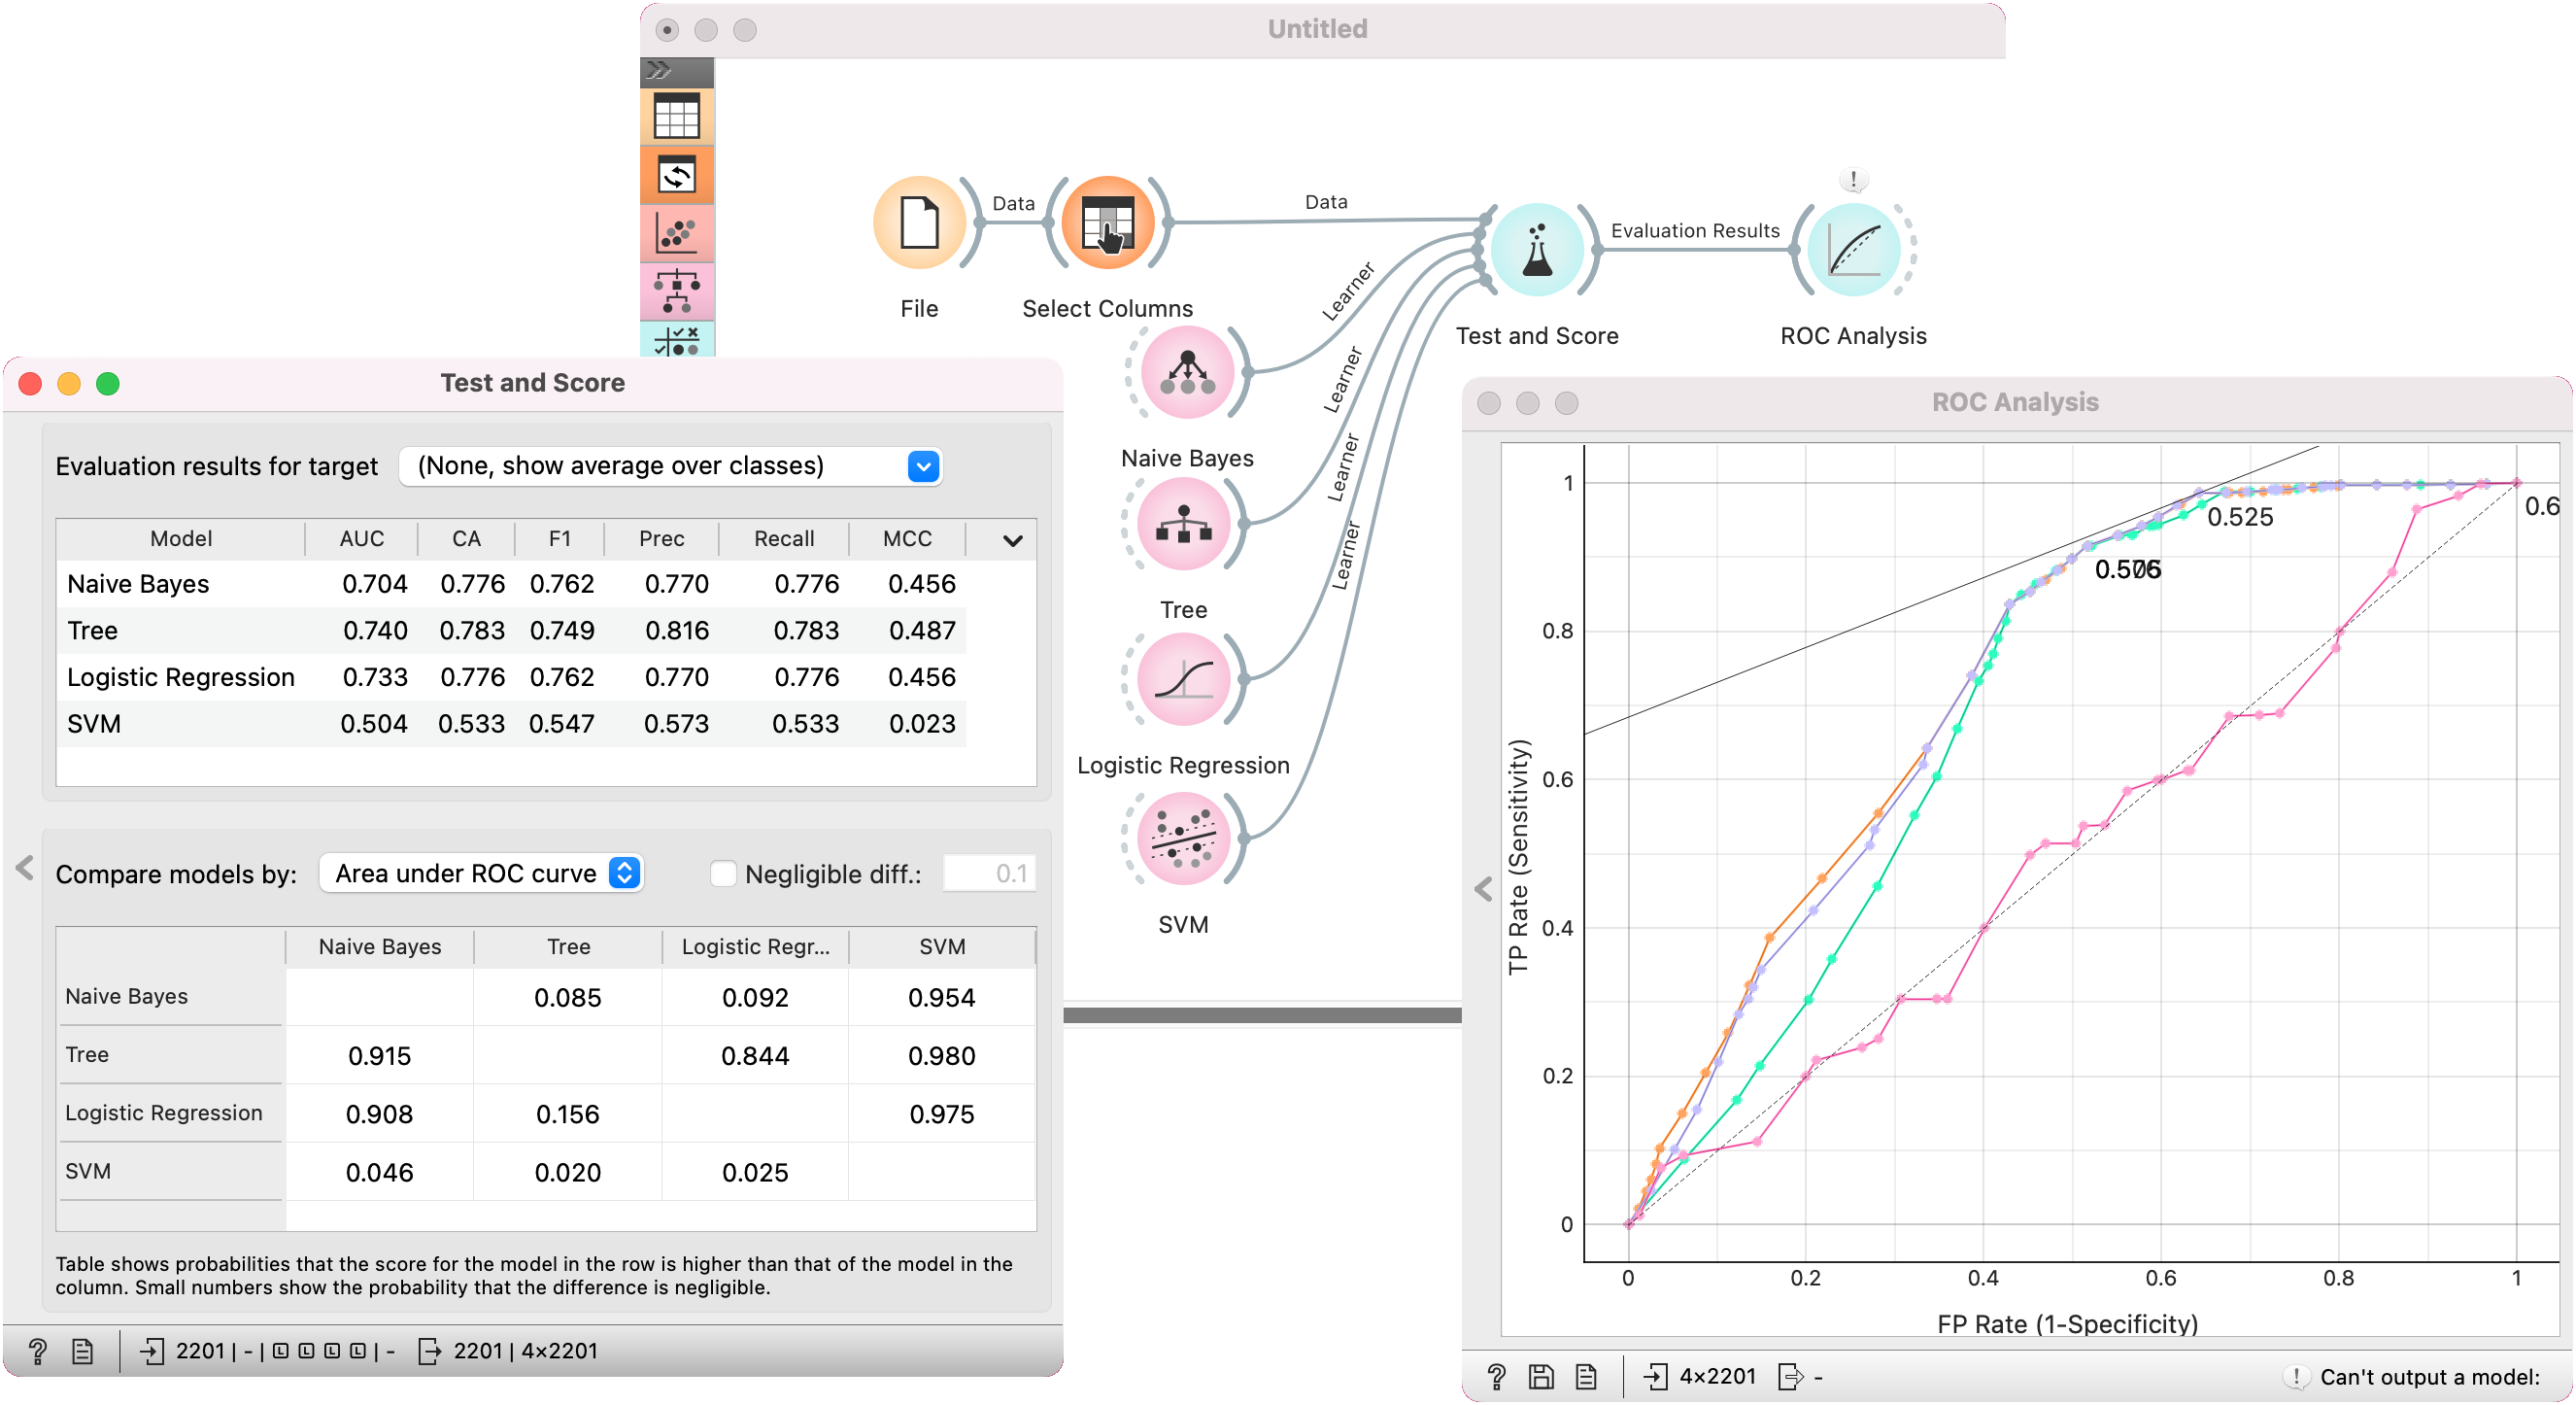 Untitled
Data
Data
Evaluation Results
File
Select Columns
Test and Score
ROC Analysis
Learner
Learner
Learner
Learner
Naive Bayes
Tree
Logistic Regression
SVM
Test and Score
Evaluation results for target (None, show average over classes)
Model AUC CA F1 Prec Recall MCC
Naive Bayes 0.704 0.776 0.762 0.770 0.776 0.456
Tree 0.740 0.783 0.749 0.816 0.783 0.487
Logistic Regression 0.733 0.776 0.762 0.770 0.776 0.456
SVM 0.504 0.533 0.547 0.573 0.533 0.023
Compare models by: Area under ROC curve Negligible diff.: 0.1
Naive Bayes Tree Logistic Regr... SVM
Naive Bayes 0.085 0.092 0.954
Tree 0.915 0.844 0.980
Logistic Regression 0.908 0.156 0.975
SVM 0.046 0.020 0.025
Table shows probabilities that the score for the model in the row is higher than that of the model in the
column. Small numbers show the probability that the difference is negligible.
? 2201 | - | L L L L | - 2201 | 4×2201
ROC Analysis
TP Rate (Sensitivity)
1
0.8
0.6
0.4
0.2
0
0.6
0.525
0 0.2 0.4 0.6 0.8 1
FP Rate (1-Specificity)
? 4×2201 - Can't output a model: